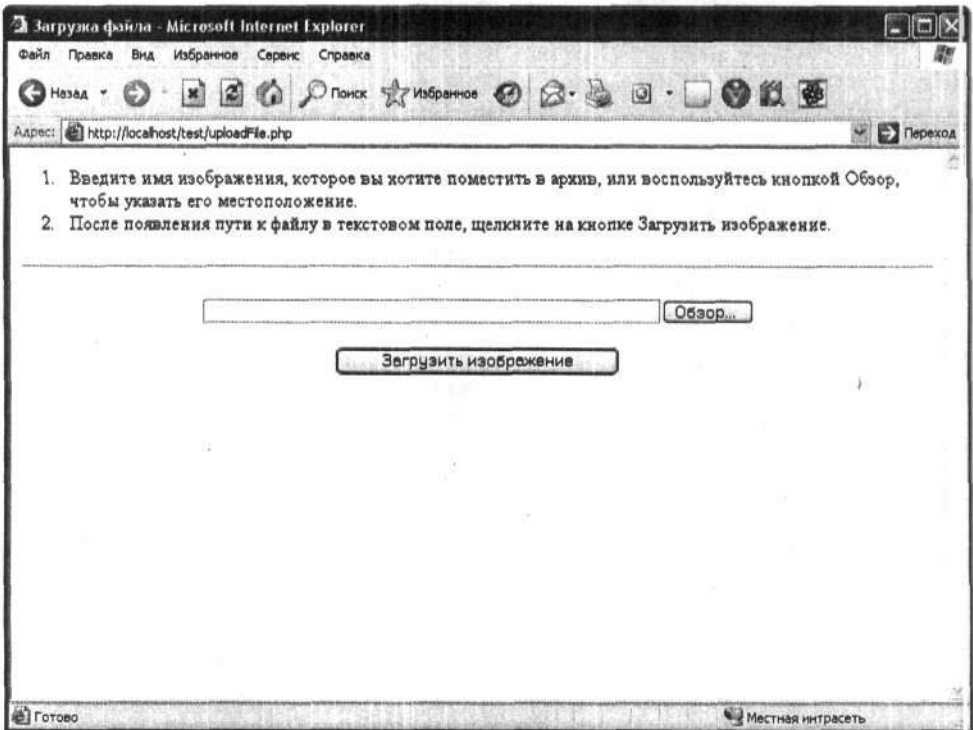 Загрузка файла - Microsoft Internet Explorer
Файл Правка Вид Избранное Сервис Справка
Назад Поиск Избранное
Адрес: http://localhost/test/uploadFile.php Переход
1. Введите имя изображения, которое вы хотите поместить в архив, или воспользуйтесь кнопкой Обзор,
чтобы указать его местоположение.
2. После появления пути к файлу в текстовом поле, щелкните на кнопке Загрузить изображение.
Обзор...
Загрузить изображение
Готово Местная интрасеть